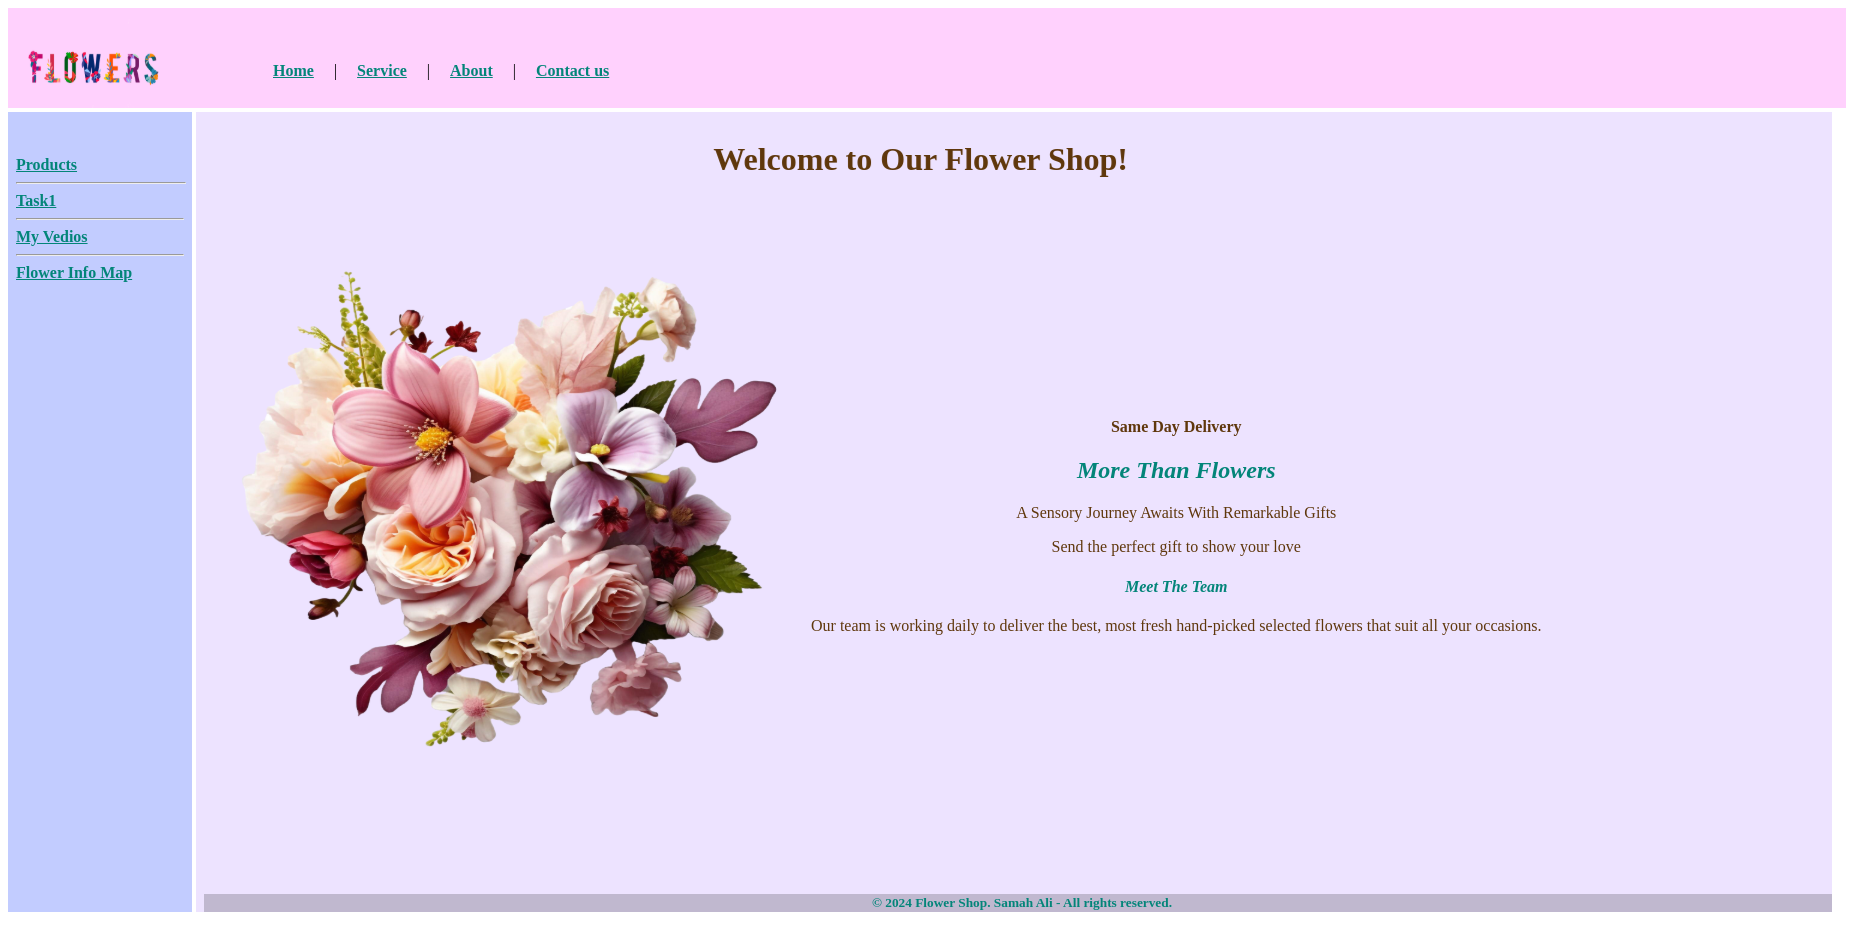 FLOWERS
Home | Service | About | Contact us
Products
Task1
My Vedios
Flower Info Map
Welcome to Our Flower Shop!
Same Day Delivery
More Than Flowers
A Sensory Journey Awaits With Remarkable Gifts
Send the perfect gift to show your love
Meet The Team
Our team is working daily to deliver the best, most fresh hand-picked selected flowers that suit all your occasions.
© 2024 Flower Shop. Samah Ali - All rights reserved.